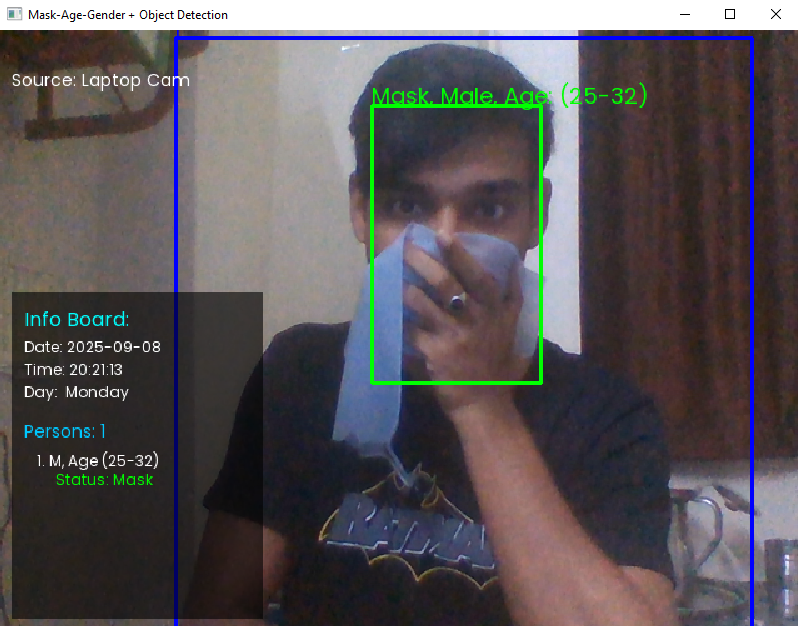 Mask-Age-Gender + Object Detection
Source: Laptop Cam
Mask, Male, Age: (25-32)
Info Board:
Date: 2025-09-08
Time: 20:21:13
Day: Monday
Persons: 1
1. M, Age (25-32)
Status: Mask
BATMAN